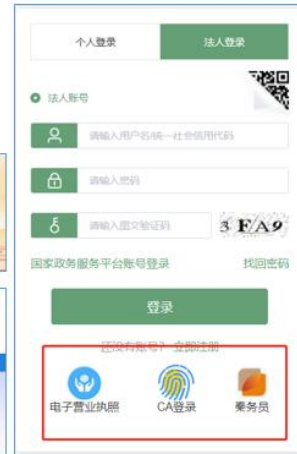 个人登录 法人登录
法人账号
请输入用户名/统一社会信用代码
请输入密码
请输入图文验证码 3 FA9
国家政务服务平台账号登录 找回密码
登录
还没有账号? 立即注册
电子营业执照 CA登录 秦务员